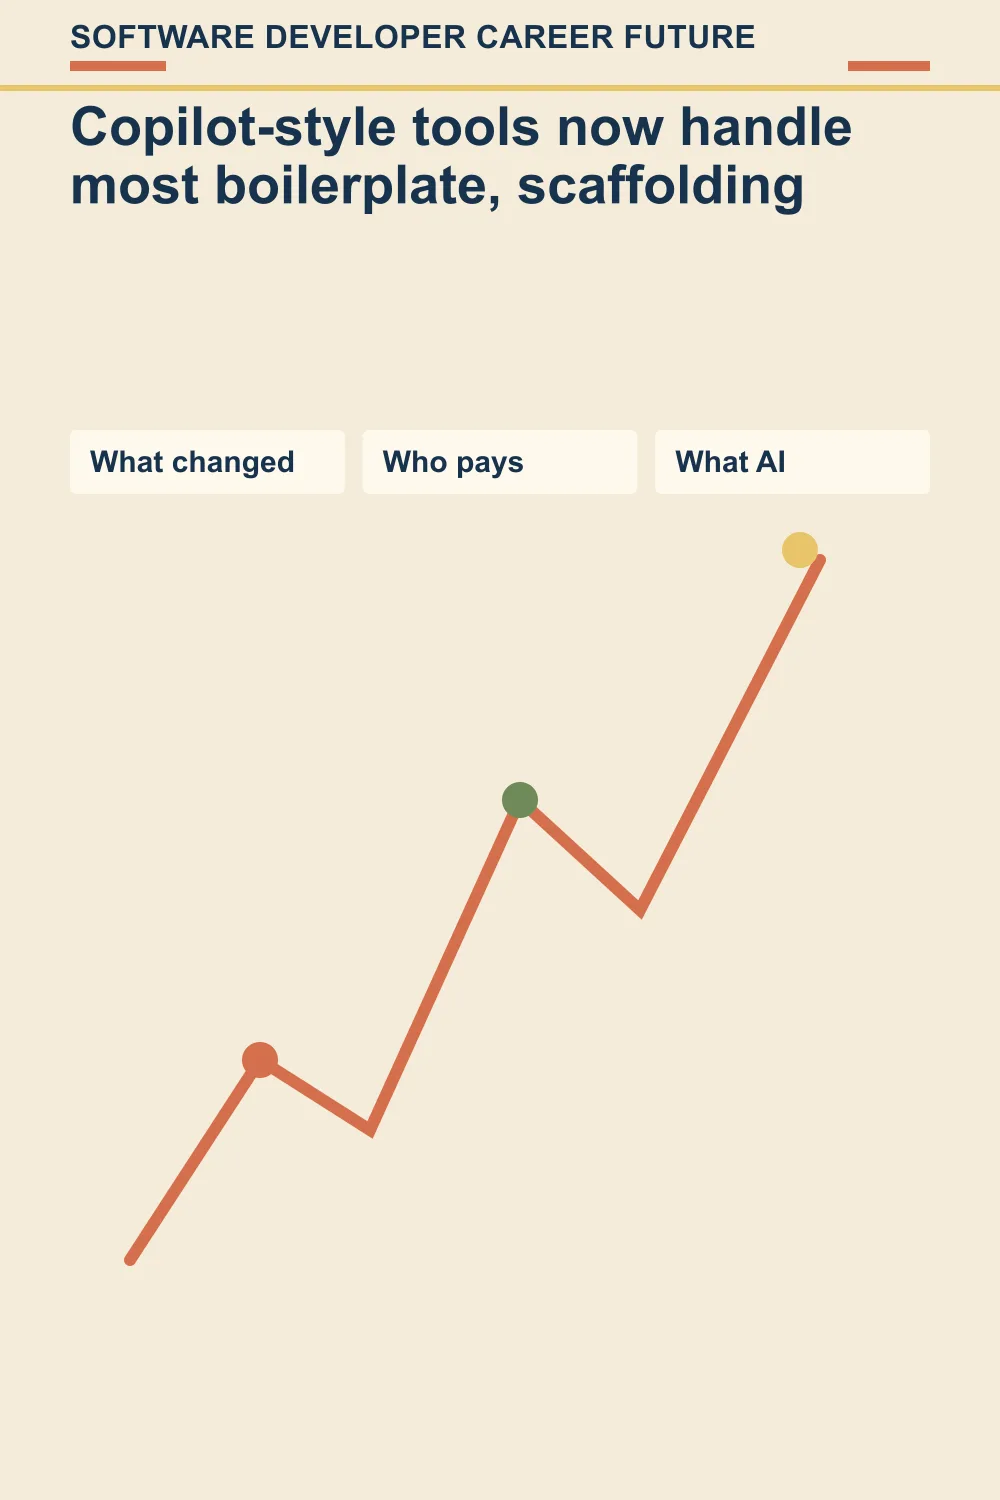 SOFTWARE DEVELOPER CAREER FUTURE
Copilot-style tools now handle
most boilerplate, scaffolding
What changed
Who pays
What AI